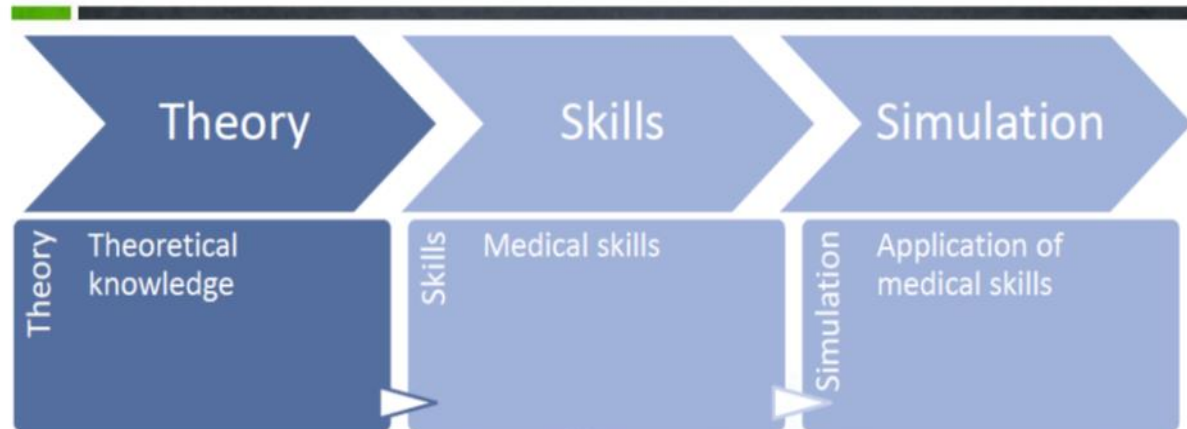 Theory
Skills
Simulation
Theory
Theoretical
knowledge
Skills
Medical skills
Simulation
Application of
medical skills